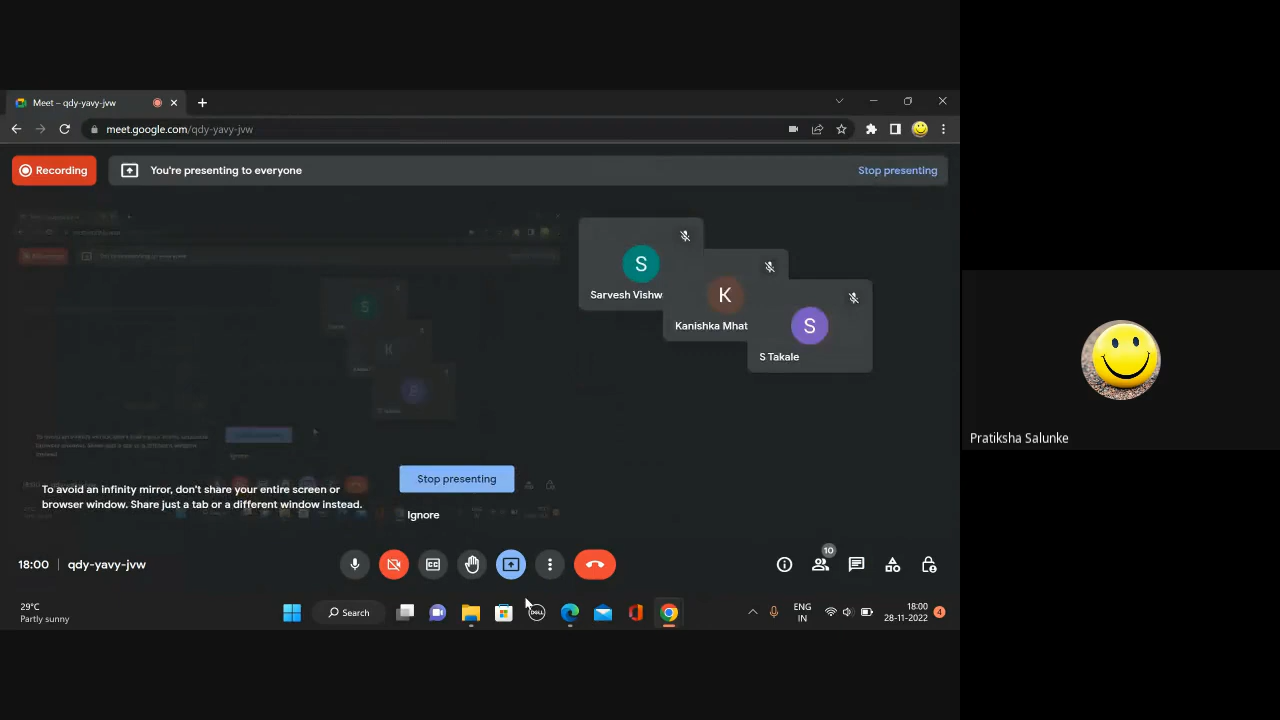 Meet – qdy-yavy-jvw
meet.google.com/qdy-yavy-jvw
Recording
You're presenting to everyone
Stop presenting
S
Sarvesh Vishw
K
Kanishka Mhat
S
S Takale
Pratiksha Salunke
To avoid an infinity mirror, don't share your entire screen or
browser window. Share just a tab or a different window instead.
Stop presenting
Ignore
18:00 | qdy-yavy-jvw
10
29°C
Partly sunny
Search
DELL
ENG
IN
18:00
28-11-2022
4